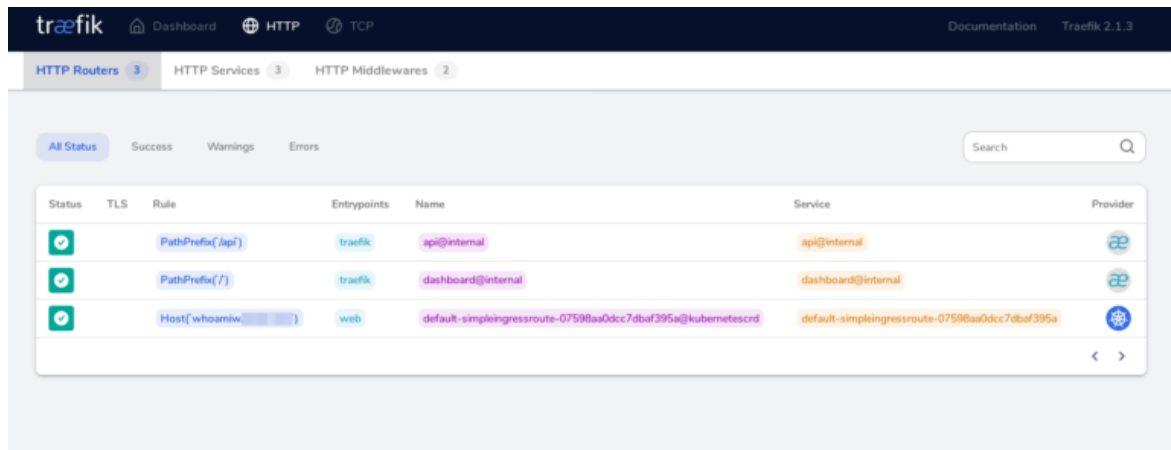 træfik Dashboard HTTP TCP Documentation Traefik 2.1.3
HTTP Routers 3 HTTP Services 3 HTTP Middlewares 2
All Status Success Warnings Errors Search
Status TLS Rule Entrypoints Name Service Provider
PathPrefix(`/api`) traefik api@internal api@internal æ
PathPrefix(`/`) traefik dashboard@internal dashboard@internal æ
Host(`whoamiw. `) web default-simpleingressroute-07598aa0dcc7dbaf395a@kubernetescrd default-simpleingressroute-07598aa0dcc7dbaf395a